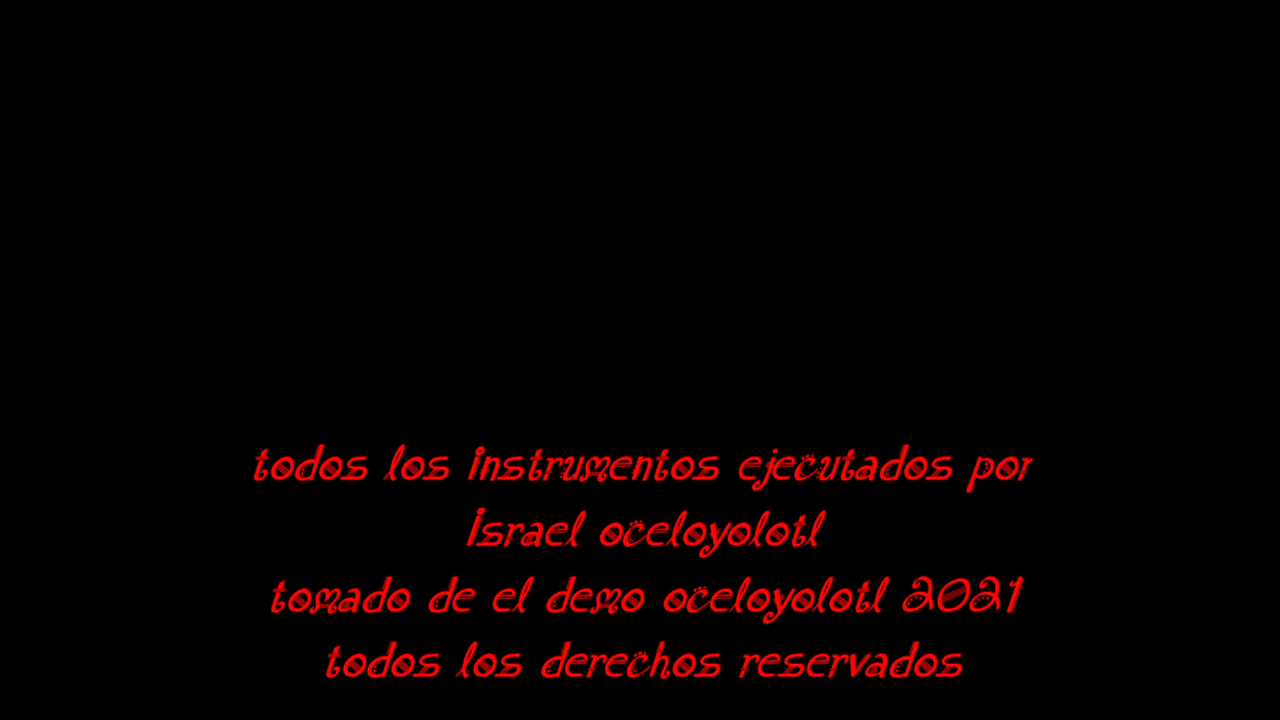 todos los instrumentos ejecutados por
Israel oceloyolotl
tomado de el demo oceloyolotl 2021
todos los derechos reservados